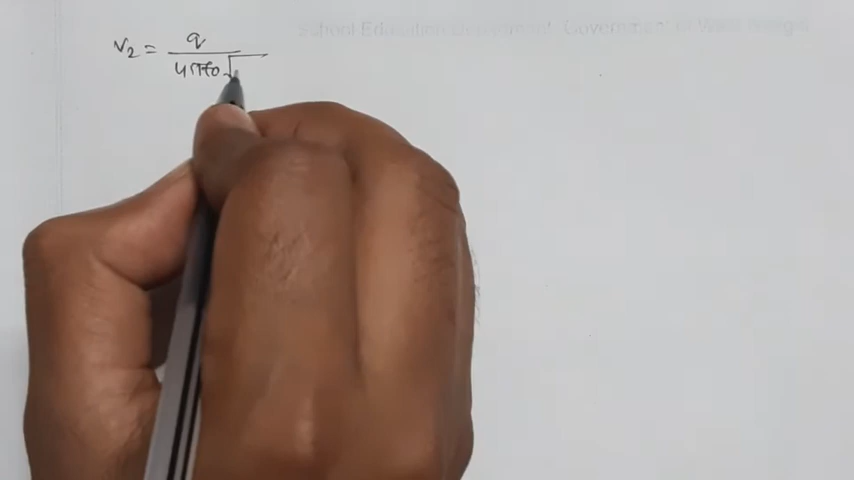 School Education Department, Government of West Bengal
V₂ = q / 4πε₀√